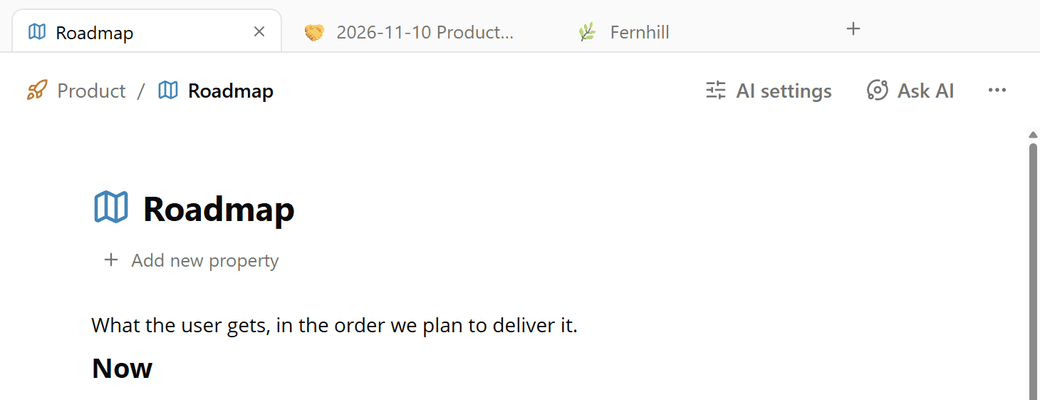 Roadmap
2026-11-10 Product...
Fernhill
Product / Roadmap
AI settings
Ask AI
Roadmap
Add new property
What the user gets, in the order we plan to deliver it.
Now